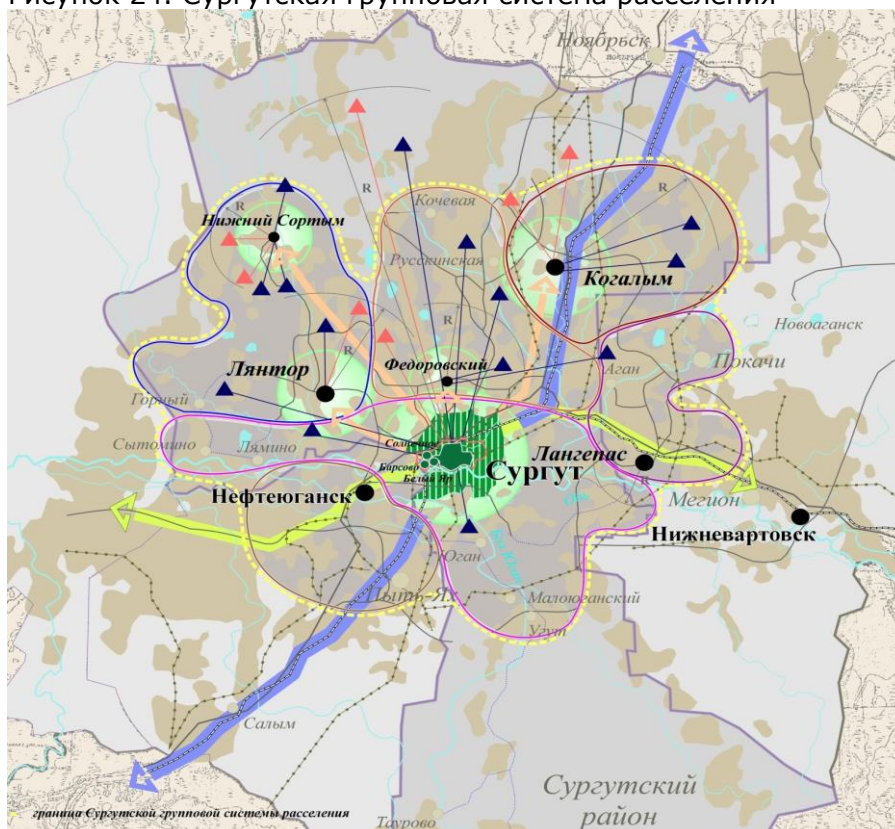 Рисунок 24. Сургутская групповая система расселения
Ноябрьск
R
R
R
Нижний Сортым
Кочевая
Русскинская
Когалым
Новоаганск
Лянтор
R
Федоровский
R
Аган
Покачи
Горный
Сытомино
Лямино
Солнечное
Барсово
Белый Яр
Сургут
Лангепас
R
Мегион
Нефтеюганск
Нижневартовск
Юган
Пыть-Ях
Малоюганский
Угут
Салым
Сургутский
район
граница Сургутской групповой системы расселения
Таурово